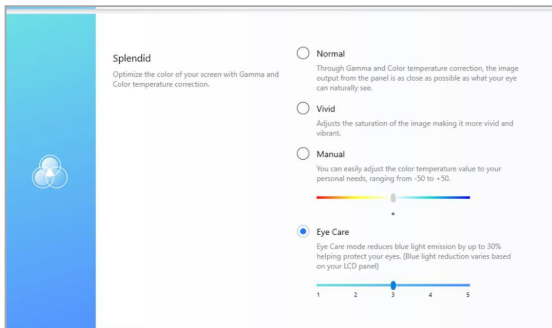 Splendid
Optimize the color of your screen with Gamma and
Color temperature correction.
Normal
Through Gamma and Color temperature correction, the image
output from the panel is as close as possible as what your eye
can naturally see.
Vivid
Adjusts the saturation of the image making it more vivid and
vibrant.
Manual
You can easily adjust the color temperature value to your
personal needs, ranging from -50 to +50.
Eye Care
Eye Care mode reduces blue light emission by up to 30%
helping protect your eyes. (Blue light reduction varies based
on your LCD panel)
1 2 3 4 5